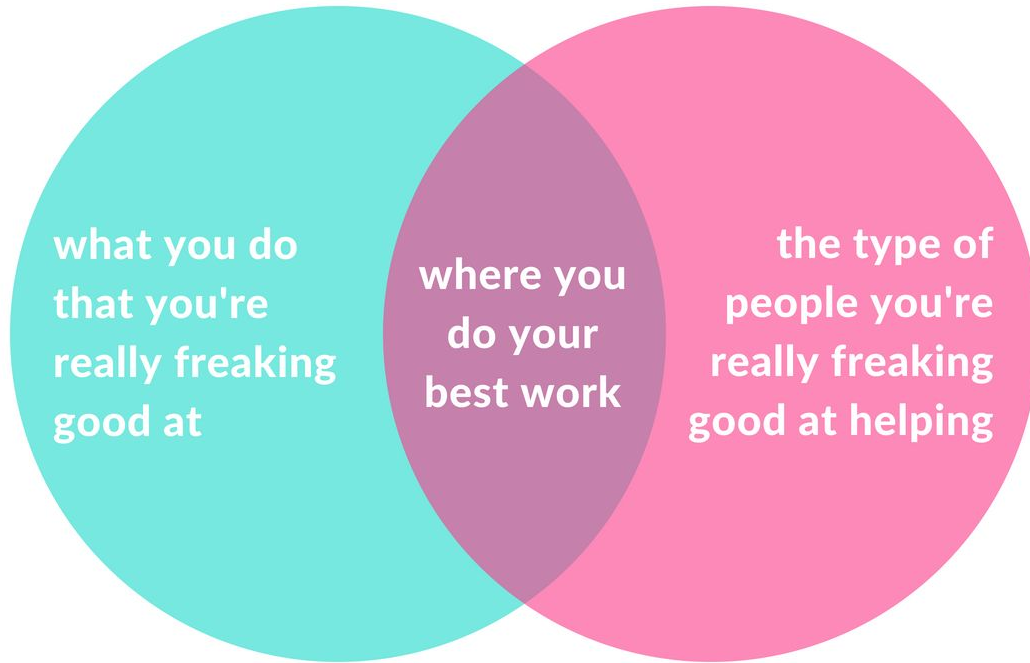 what you do
that you're
really freaking
good at
where you
do your
best work
the type of
people you're
really freaking
good at helping